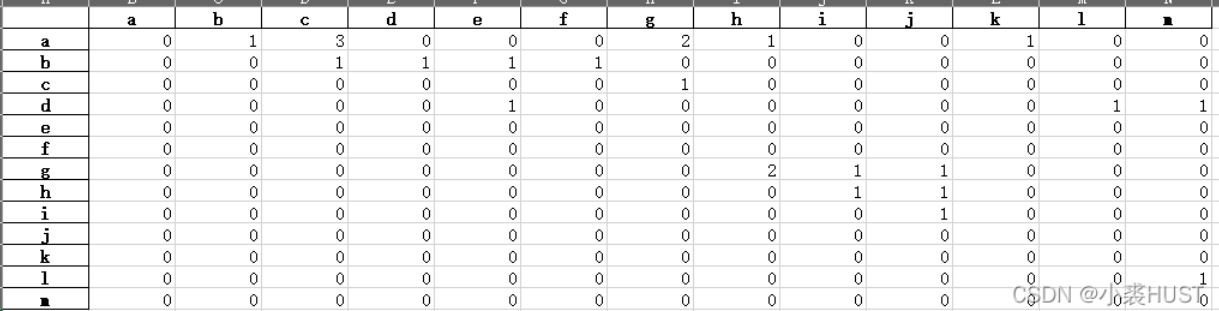 a b c d e f g h i j k l m
a 0 1 3 0 0 0 2 1 0 0 1 0 0
b 0 0 1 1 1 1 0 0 0 0 0 0 0
c 0 0 0 0 0 0 1 0 0 0 0 0 0
d 0 0 0 0 1 0 0 0 0 0 0 1 1
e 0 0 0 0 0 0 0 0 0 0 0 0 0
f 0 0 0 0 0 0 0 0 0 0 0 0 0
g 0 0 0 0 0 0 0 2 1 1 0 0 0
h 0 0 0 0 0 0 0 0 1 1 0 0 0
i 0 0 0 0 0 0 0 0 0 1 0 0 0
j 0 0 0 0 0 0 0 0 0 0 0 0 0
k 0 0 0 0 0 0 0 0 0 0 0 0 0
l 0 0 0 0 0 0 0 0 0 0 0 0 1
m 0 0 0 0 0 0 0 0 0 0 0 0 0
CSDN @小裘HUST